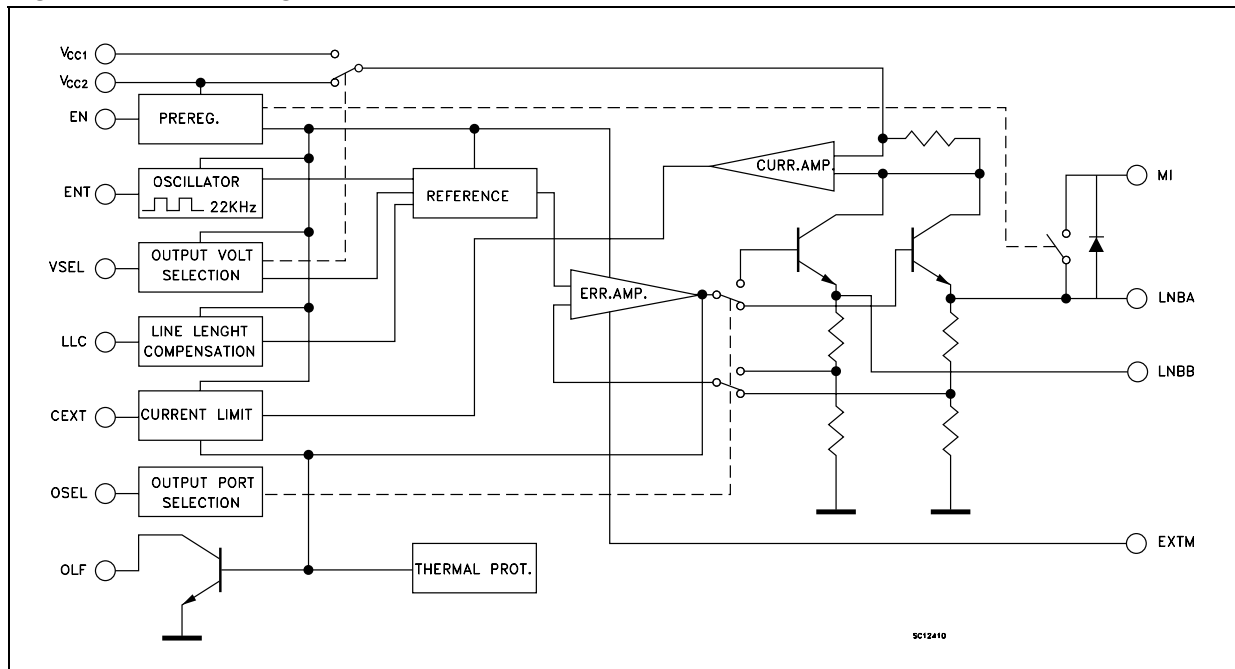 VCC1
VCC2
EN
PREREG.
ENT
OSCILLATOR
22KHz
REFERENCE
CURR.AMP.
MI
VSEL
OUTPUT VOLT
SELECTION
ERR.AMP.
LNBA
LLC
LINE LENGHT
COMPENSATION
LNBB
CEXT
CURRENT LIMIT
OSEL
OUTPUT PORT
SELECTION
OLF
THERMAL PROT.
EXTM
SC12410